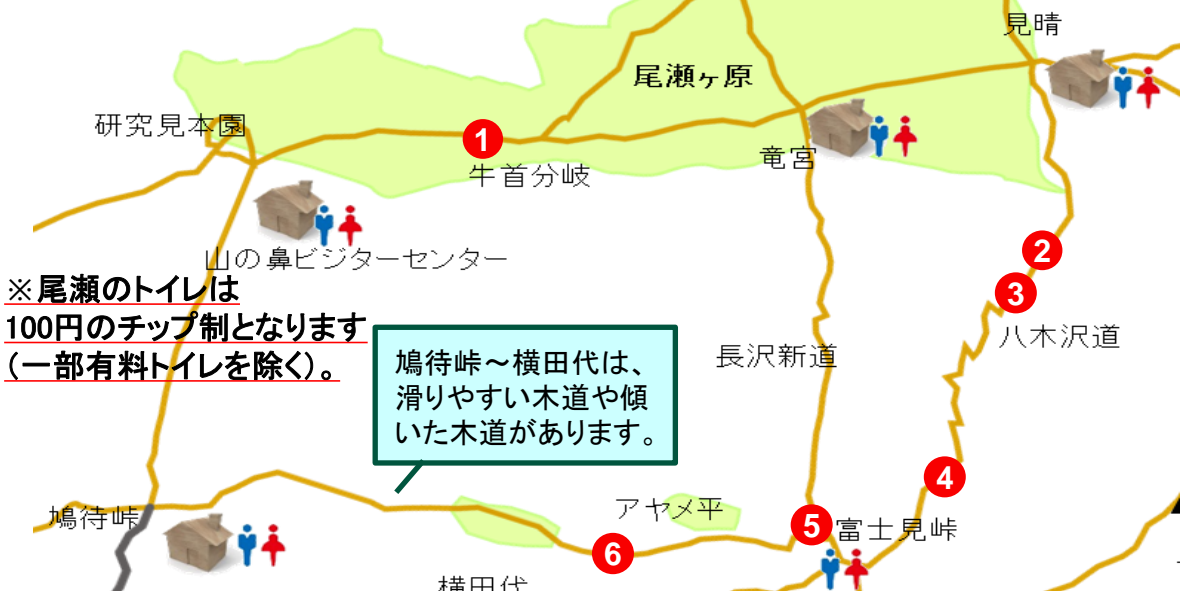 見晴
尾瀬ヶ原
研究見本園
1
竜宮
牛首分岐
山の鼻ビジターセンター
2
※尾瀬のトイレは
100円のチップ制となります
(一部有料トイレを除く)。
3
八木沢道
鳩待峠～横田代は、
滑りやすい木道や傾
いた木道があります。
長沢新道
4
アヤメ平
鳩待峠
5
富士見峠
6
横田代